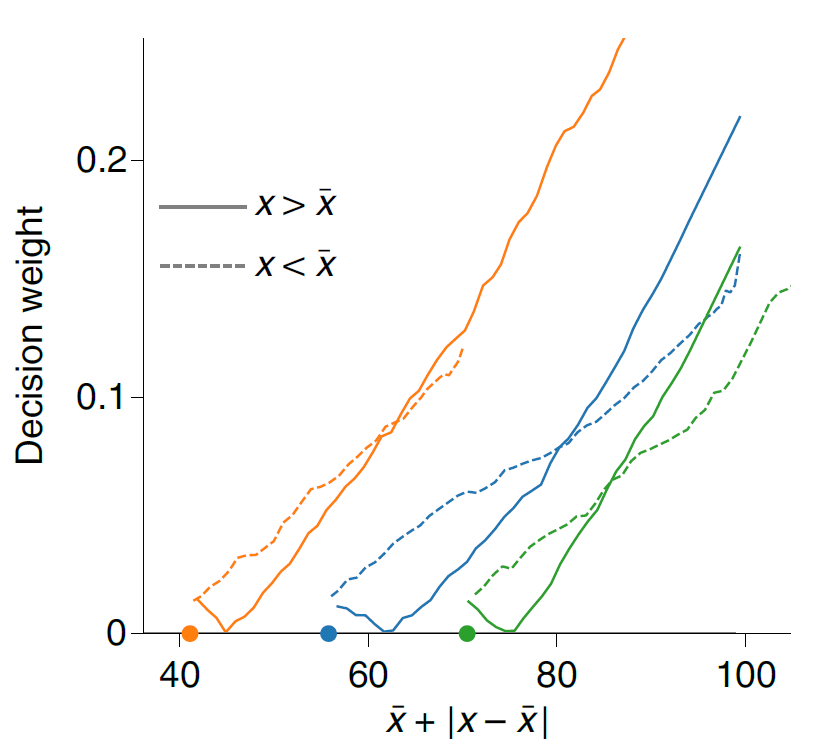 Decision weight
0.2
0.1
0
x > x̄
x < x̄
40 60 80 100
x̄ + |x − x̄|